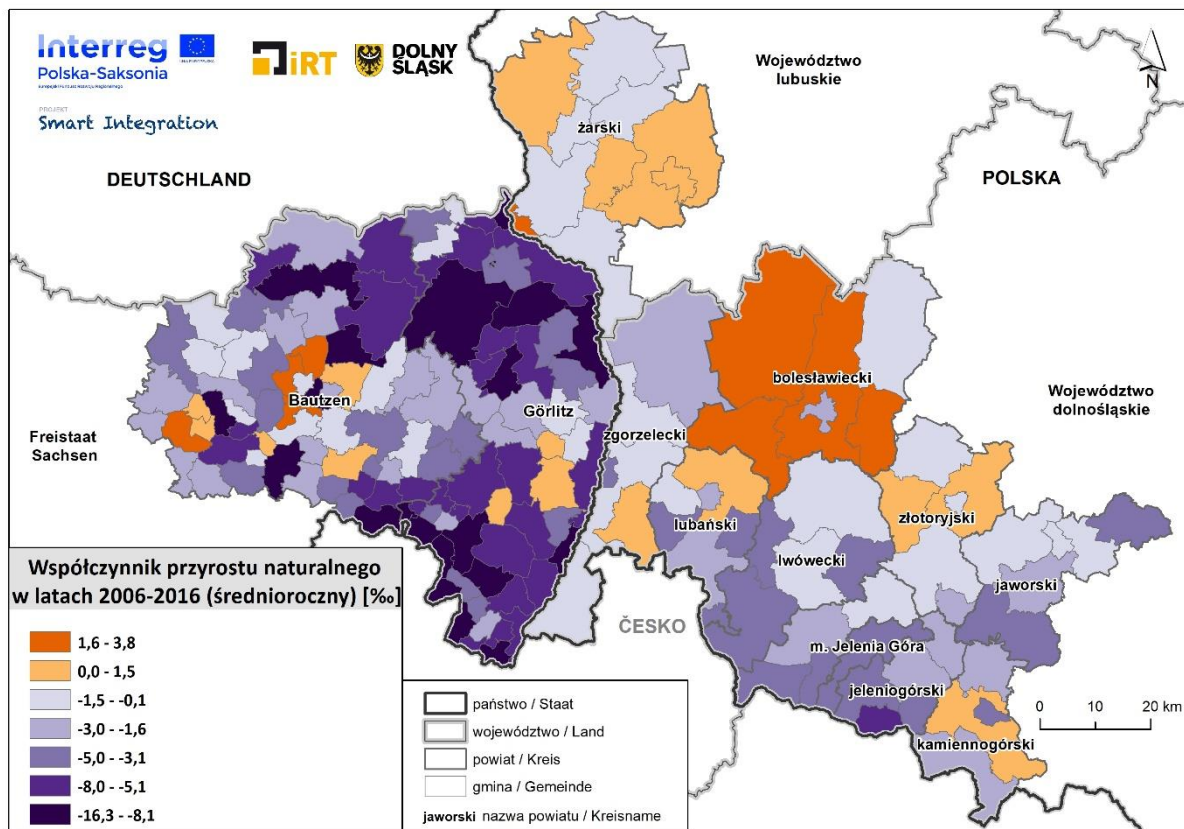 Interreg
Polska-Saksonia
Europejski Fundusz Rozwoju Regionalnego
iRT
DOLNY
ŚLĄSK
PROJEKT
Smart Integration
Województwo
lubuskie
N
DEUTSCHLAND
żarski
POLSKA
bolesławiecki
Województwo
dolnośląskie
Bautzen
Görlitz
Freistaat
Sachsen
zgorzelecki
lubański
złotoryjski
lwówecki
jaworski
ČESKO
m. Jelenia Góra
jeleniogórski
kamiennogórski
0 10 20 km
Współczynnik przyrostu naturalnego
w latach 2006-2016 (średnioroczny) [‰]
1,6 - 3,8
0,0 - 1,5
-1,5 - -0,1
-3,0 - -1,6
-5,0 - -3,1
-8,0 - -5,1
-16,3 - -8,1
państwo / Staat
województwo / Land
powiat / Kreis
gmina / Gemeinde
jaworski nazwa powiatu / Kreisname